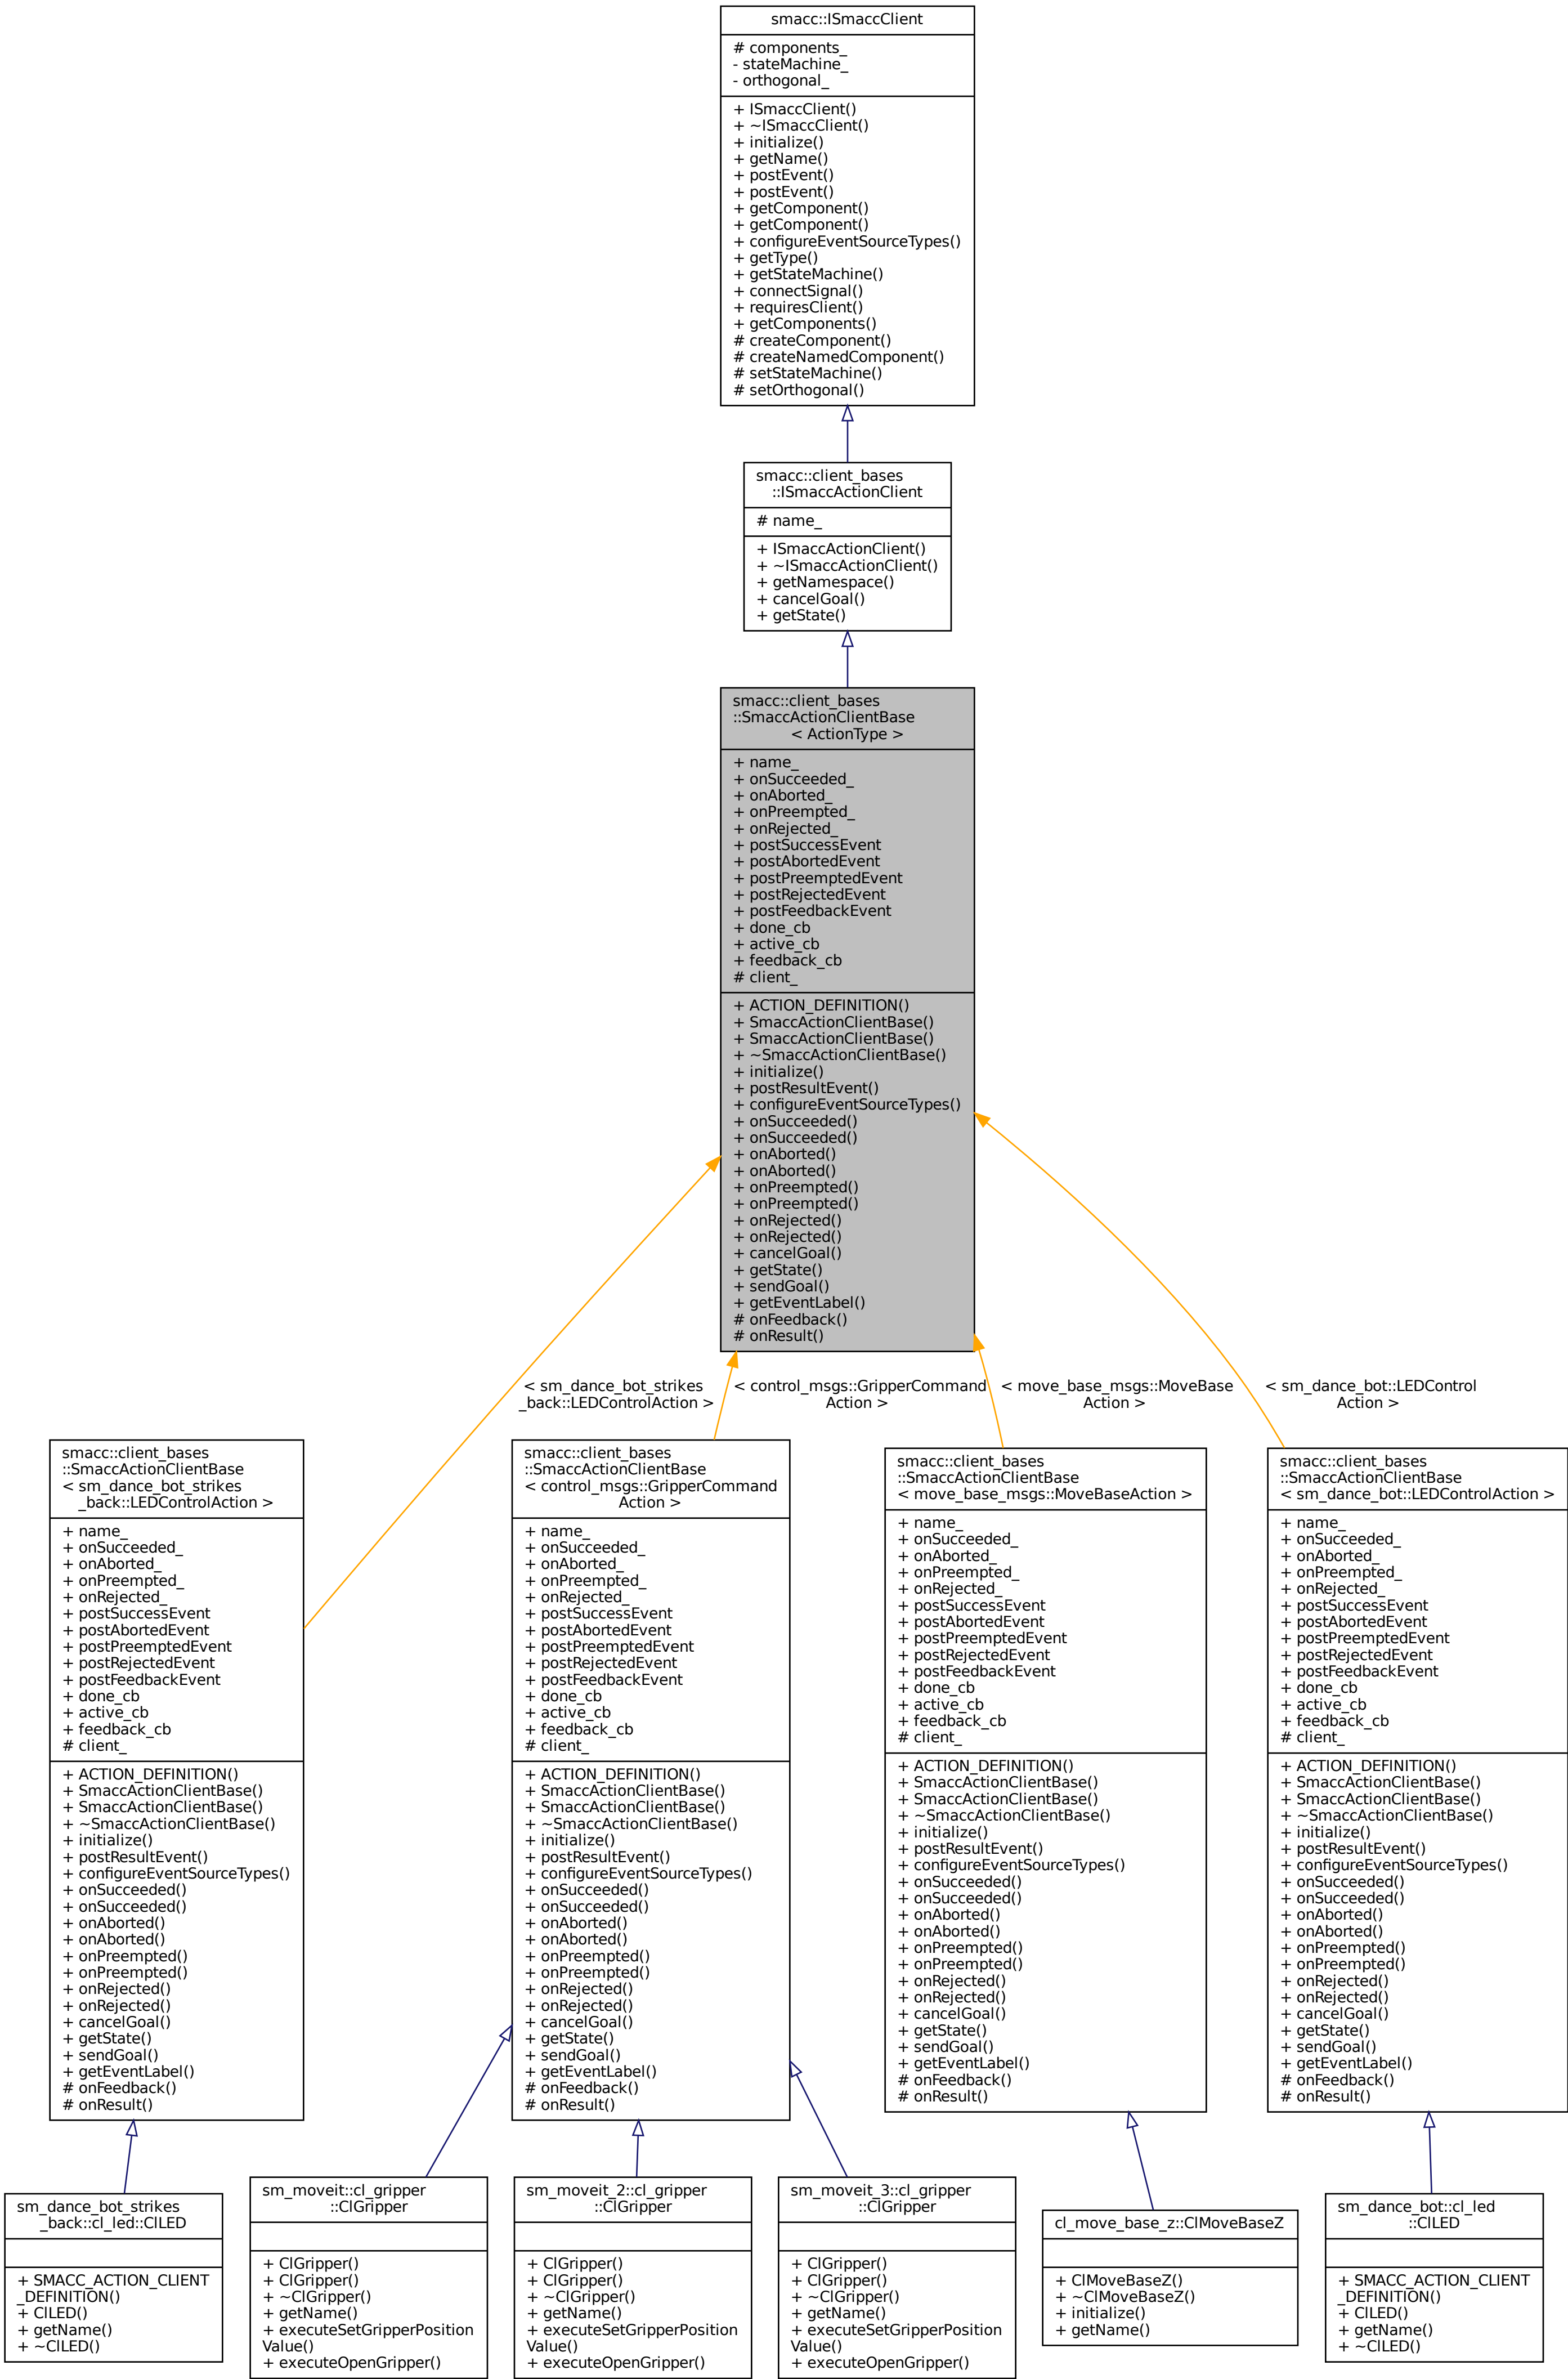 smacc::ISmaccClient
# components_
- stateMachine_
- orthogonal_
+ ISmaccClient()
+ ~ISmaccClient()
+ initialize()
+ getName()
+ postEvent()
+ postEvent()
+ getComponent()
+ getComponent()
+ configureEventSourceTypes()
+ getType()
+ getStateMachine()
+ connectSignal()
+ requiresClient()
+ getComponents()
# createComponent()
# createNamedComponent()
# setStateMachine()
# setOrthogonal()
smacc::client_bases
::ISmaccActionClient
# name_
+ ISmaccActionClient()
+ ~ISmaccActionClient()
+ getNamespace()
+ cancelGoal()
+ getState()
smacc::client_bases
::SmaccActionClientBase
< ActionType >
+ name_
+ onSucceeded_
+ onAborted_
+ onPreempted_
+ onRejected_
+ postSuccessEvent
+ postAbortedEvent
+ postPreemptedEvent
+ postRejectedEvent
+ postFeedbackEvent
+ done_cb
+ active_cb
+ feedback_cb
# client_
+ ACTION_DEFINITION()
+ SmaccActionClientBase()
+ SmaccActionClientBase()
+ ~SmaccActionClientBase()
+ initialize()
+ postResultEvent()
+ configureEventSourceTypes()
+ onSucceeded()
+ onSucceeded()
+ onAborted()
+ onAborted()
+ onPreempted()
+ onPreempted()
+ onRejected()
+ onRejected()
+ cancelGoal()
+ getState()
+ sendGoal()
+ getEventLabel()
# onFeedback()
# onResult()
< sm_dance_bot_strikes
_back::LEDControlAction >
< control_msgs::GripperCommand
Action >
< move_base_msgs::MoveBase
Action >
< sm_dance_bot::LEDControl
Action >
smacc::client_bases
::SmaccActionClientBase
< sm_dance_bot_strikes
_back::LEDControlAction >
+ name_
+ onSucceeded_
+ onAborted_
+ onPreempted_
+ onRejected_
+ postSuccessEvent
+ postAbortedEvent
+ postPreemptedEvent
+ postRejectedEvent
+ postFeedbackEvent
+ done_cb
+ active_cb
+ feedback_cb
# client_
+ ACTION_DEFINITION()
+ SmaccActionClientBase()
+ SmaccActionClientBase()
+ ~SmaccActionClientBase()
+ initialize()
+ postResultEvent()
+ configureEventSourceTypes()
+ onSucceeded()
+ onSucceeded()
+ onAborted()
+ onAborted()
+ onPreempted()
+ onPreempted()
+ onRejected()
+ onRejected()
+ cancelGoal()
+ getState()
+ sendGoal()
+ getEventLabel()
# onFeedback()
# onResult()
smacc::client_bases
::SmaccActionClientBase
< control_msgs::GripperCommand
Action >
+ name_
+ onSucceeded_
+ onAborted_
+ onPreempted_
+ onRejected_
+ postSuccessEvent
+ postAbortedEvent
+ postPreemptedEvent
+ postRejectedEvent
+ postFeedbackEvent
+ done_cb
+ active_cb
+ feedback_cb
# client_
+ ACTION_DEFINITION()
+ SmaccActionClientBase()
+ SmaccActionClientBase()
+ ~SmaccActionClientBase()
+ initialize()
+ postResultEvent()
+ configureEventSourceTypes()
+ onSucceeded()
+ onSucceeded()
+ onAborted()
+ onAborted()
+ onPreempted()
+ onPreempted()
+ onRejected()
+ onRejected()
+ cancelGoal()
+ getState()
+ sendGoal()
+ getEventLabel()
# onFeedback()
# onResult()
smacc::client_bases
::SmaccActionClientBase
< move_base_msgs::MoveBaseAction >
+ name_
+ onSucceeded_
+ onAborted_
+ onPreempted_
+ onRejected_
+ postSuccessEvent
+ postAbortedEvent
+ postPreemptedEvent
+ postRejectedEvent
+ postFeedbackEvent
+ done_cb
+ active_cb
+ feedback_cb
# client_
+ ACTION_DEFINITION()
+ SmaccActionClientBase()
+ SmaccActionClientBase()
+ ~SmaccActionClientBase()
+ initialize()
+ postResultEvent()
+ configureEventSourceTypes()
+ onSucceeded()
+ onSucceeded()
+ onAborted()
+ onAborted()
+ onPreempted()
+ onPreempted()
+ onRejected()
+ onRejected()
+ cancelGoal()
+ getState()
+ sendGoal()
+ getEventLabel()
# onFeedback()
# onResult()
smacc::client_bases
::SmaccActionClientBase
< sm_dance_bot::LEDControlAction >
+ name_
+ onSucceeded_
+ onAborted_
+ onPreempted_
+ onRejected_
+ postSuccessEvent
+ postAbortedEvent
+ postPreemptedEvent
+ postRejectedEvent
+ postFeedbackEvent
+ done_cb
+ active_cb
+ feedback_cb
# client_
+ ACTION_DEFINITION()
+ SmaccActionClientBase()
+ SmaccActionClientBase()
+ ~SmaccActionClientBase()
+ initialize()
+ postResultEvent()
+ configureEventSourceTypes()
+ onSucceeded()
+ onSucceeded()
+ onAborted()
+ onAborted()
+ onPreempted()
+ onPreempted()
+ onRejected()
+ onRejected()
+ cancelGoal()
+ getState()
+ sendGoal()
+ getEventLabel()
# onFeedback()
# onResult()
sm_dance_bot_strikes
_back::cl_led::ClLED
+ SMACC_ACTION_CLIENT
_DEFINITION()
+ ClLED()
+ getName()
+ ~ClLED()
sm_moveit::cl_gripper
::ClGripper
+ ClGripper()
+ ClGripper()
+ ~ClGripper()
+ getName()
+ executeSetGripperPosition
Value()
+ executeOpenGripper()
sm_moveit_2::cl_gripper
::ClGripper
+ ClGripper()
+ ClGripper()
+ ~ClGripper()
+ getName()
+ executeSetGripperPosition
Value()
+ executeOpenGripper()
sm_moveit_3::cl_gripper
::ClGripper
+ ClGripper()
+ ClGripper()
+ ~ClGripper()
+ getName()
+ executeSetGripperPosition
Value()
+ executeOpenGripper()
cl_move_base_z::ClMoveBaseZ
+ ClMoveBaseZ()
+ ~ClMoveBaseZ()
+ initialize()
+ getName()
sm_dance_bot::cl_led
::ClLED
+ SMACC_ACTION_CLIENT
_DEFINITION()
+ ClLED()
+ getName()
+ ~ClLED()